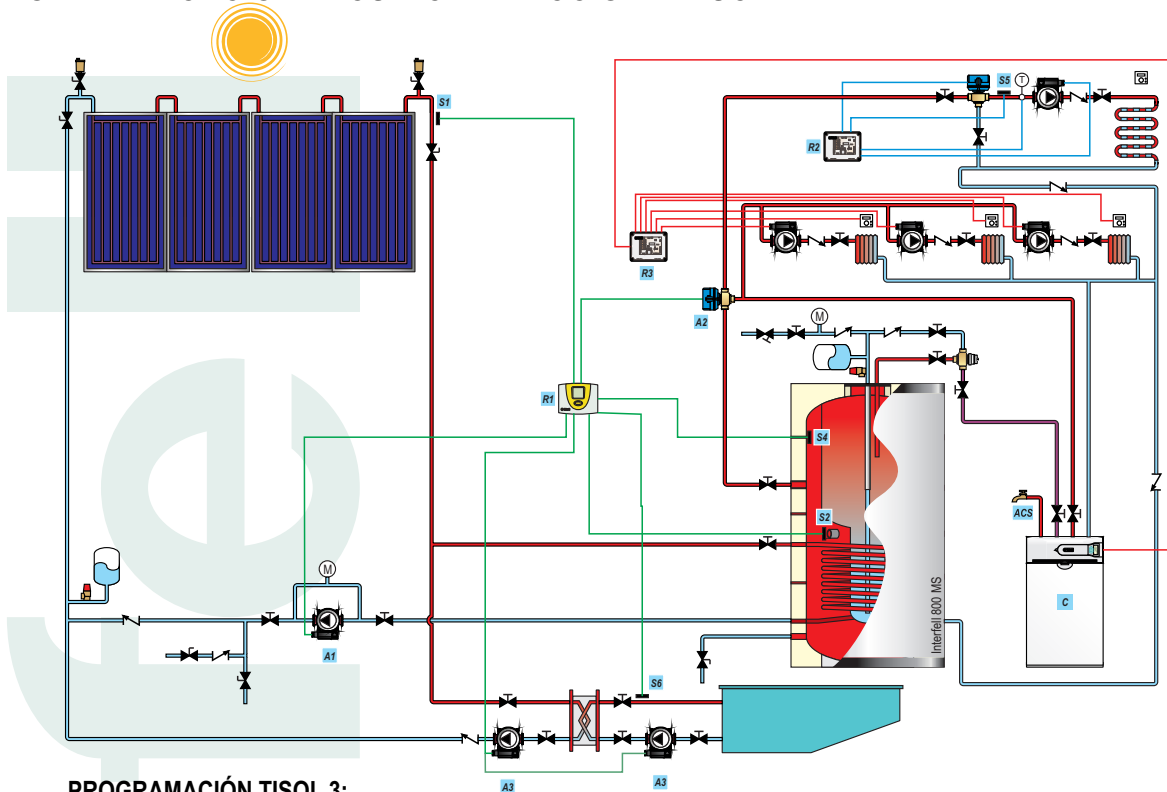 S1
S5
T
R2
R3
A2
M
R1
S4
S2
ACS
Interfell 800 MS
C
M
A1
S6
A3
A3
PROGRAMACIÓN TISOL 3: